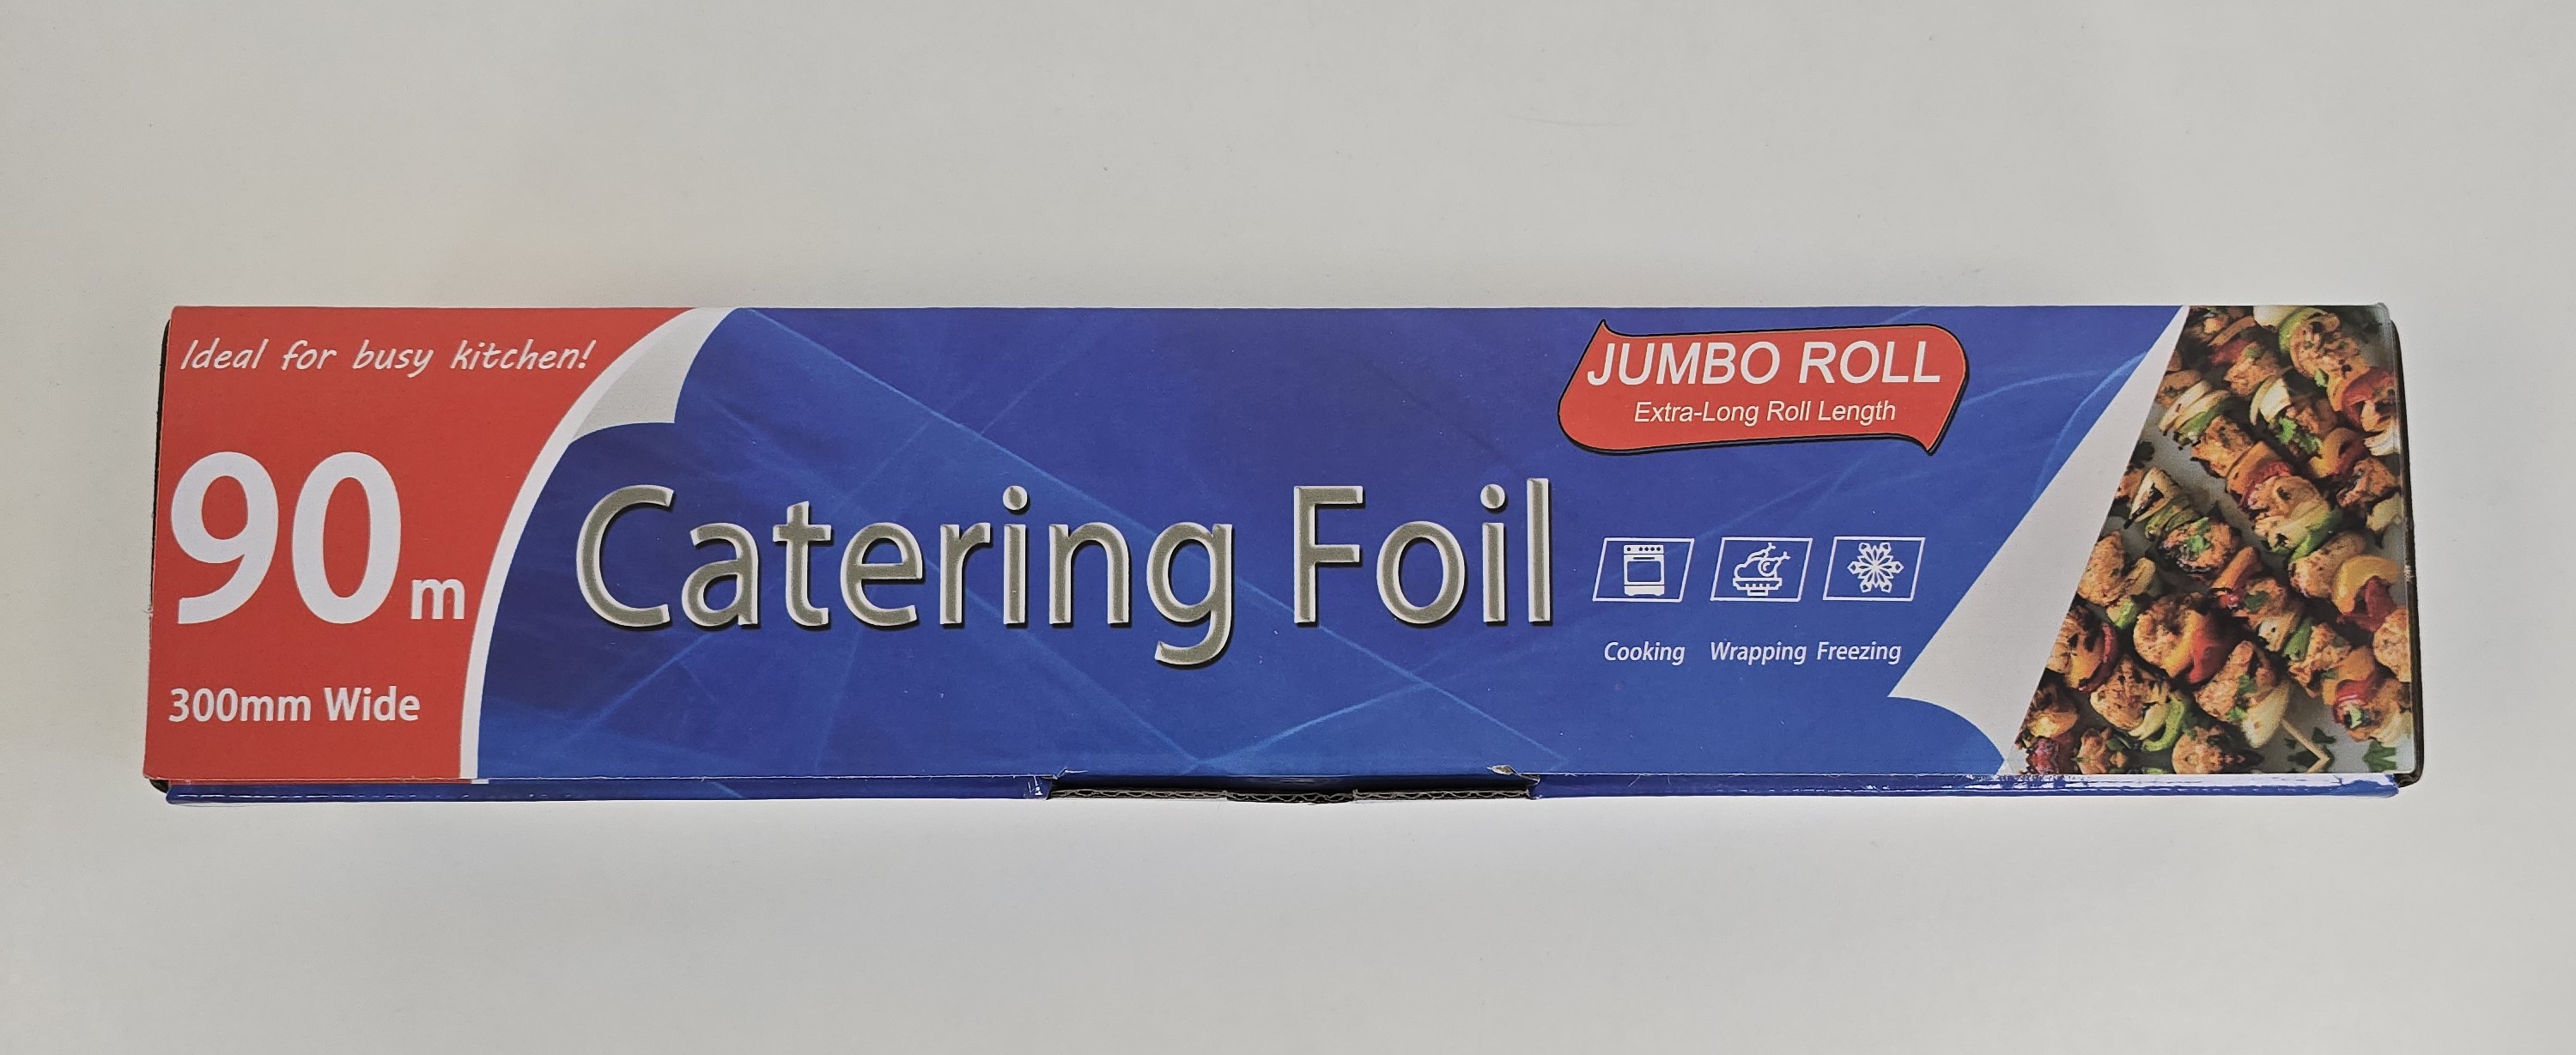 Ideal for busy kitchen!
90m
300mm Wide
Catering Foil
JUMBO ROLL
Extra-Long Roll Length
Cooking Wrapping Freezing